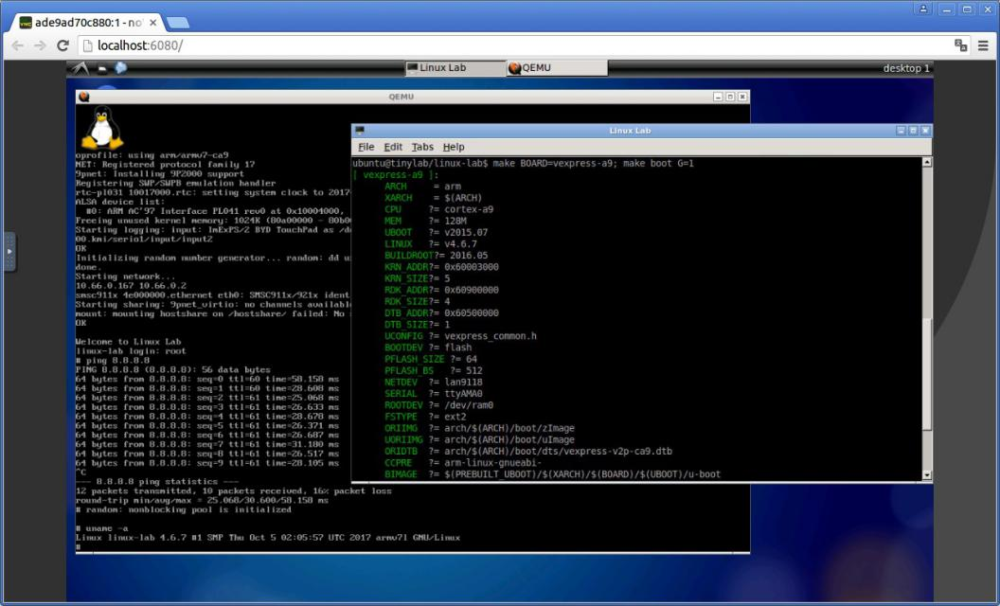 ade9ad70c880:1 - no
localhost:6080/
Linux Lab
QEMU
desktop 1
QEMU
oprofile: using arm/armv7-ca9
NET: Registered protocol family 17
9pnet: Installing 9P2000 support
Registering SWP/SWPB emulation handler
rtc-pl031 10017000.rtc: setting system clock to 2017-
ALSA device list:
#0: ARM AC'97 Interface PL041 rev0 at 0x10004000,
Freeing unused kernel memory: 1024K (80a00000 - 80b0
Starting logging: input: ImExPS/2 BYD TouchPad as /d
00.kmi/serio1/input/input2
OK
Initializing random number generator... random: dd u
done.
Starting network...
10.66.0.167 10.66.0.2
smsc911x 4e000000.ethernet eth0: SMSC911x/921x ident
Starting sharing: 9pnet_virtio: no channels available
mount: mounting hostshare on /hostshare/ failed: No
OK
Welcome to Linux Lab
linux-lab login: root
# ping 8.8.8.8
PING 8.8.8.8 (8.8.8.8): 56 data bytes
64 bytes from 8.8.8.8: seq=0 ttl=60 time=58.158 ms
64 bytes from 8.8.8.8: seq=1 ttl=60 time=28.608 ms
64 bytes from 8.8.8.8: seq=2 ttl=61 time=25.068 ms
64 bytes from 8.8.8.8: seq=3 ttl=61 time=26.633 ms
64 bytes from 8.8.8.8: seq=4 ttl=61 time=28.678 ms
64 bytes from 8.8.8.8: seq=5 ttl=61 time=26.371 ms
64 bytes from 8.8.8.8: seq=6 ttl=61 time=26.687 ms
64 bytes from 8.8.8.8: seq=7 ttl=61 time=31.180 ms
64 bytes from 8.8.8.8: seq=8 ttl=61 time=26.517 ms
64 bytes from 8.8.8.8: seq=9 ttl=61 time=28.105 ms
^C
--- 8.8.8.8 ping statistics ---
12 packets transmitted, 10 packets received, 16% packet loss
round-trip min/avg/max = 25.068/30.600/58.158 ms
# random: nonblocking pool is initialized
# uname -a
Linux linux-lab 4.6.7 #1 SMP Thu Oct 5 02:05:57 UTC 2017 armv7l GNU/Linux
#
Linux Lab
File Edit Tabs Help
ubuntu@tinylab/linux-lab$ make BOARD=vexpress-a9; make boot G=1
[ vexpress-a9 ]:
ARCH = arm
XARCH = $(ARCH)
CPU ?= cortex-a9
MEM ?= 128M
UBOOT ?= v2015.07
LINUX ?= v4.6.7
BUILDROOT?= 2016.05
KRN_ADDR?= 0x60003000
KRN_SIZE?= 5
RDK_ADDR?= 0x60900000
RDK_SIZE?= 4
DTB_ADDR?= 0x60500000
DTB_SIZE?= 1
UCONFIG ?= vexpress_common.h
BOOTDEV ?= flash
PFLASH_SIZE ?= 64
PFLASH_BS ?= 512
NETDEV ?= lan9118
SERIAL ?= ttyAMA0
ROOTDEV ?= /dev/ram0
FSTYPE ?= ext2
ORIIMG ?= arch/$(ARCH)/boot/zImage
UORIIMG ?= arch/$(ARCH)/boot/uImage
ORIDTB ?= arch/$(ARCH)/boot/dts/vexpress-v2p-ca9.dtb
CCPRE ?= arm-linux-gnueabi-
BIMAGE ?= $(PREBUILT_UBOOT)/$(XARCH)/$(BOARD)/$(UBOOT)/u-boot